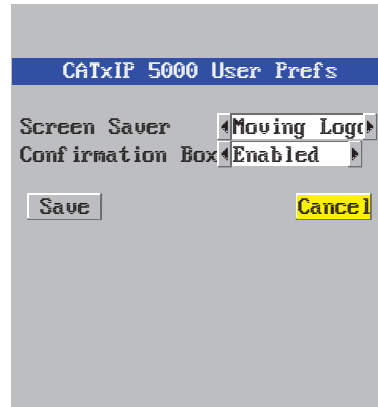 CATxIP 5000 User Prefs
Screen Saver Moving Logo
Confirmation Box Enabled
Save Cancel